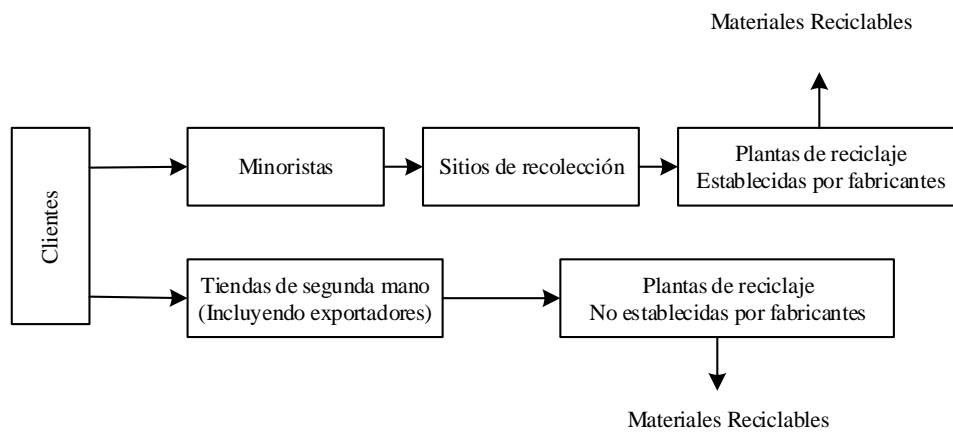 Materiales Reciclables
Clientes
Minoristas
Sitios de recolección
Plantas de reciclaje
Establecidas por fabricantes
Tiendas de segunda mano
(Incluyendo exportadores)
Plantas de reciclaje
No establecidas por fabricantes
Materiales Reciclables